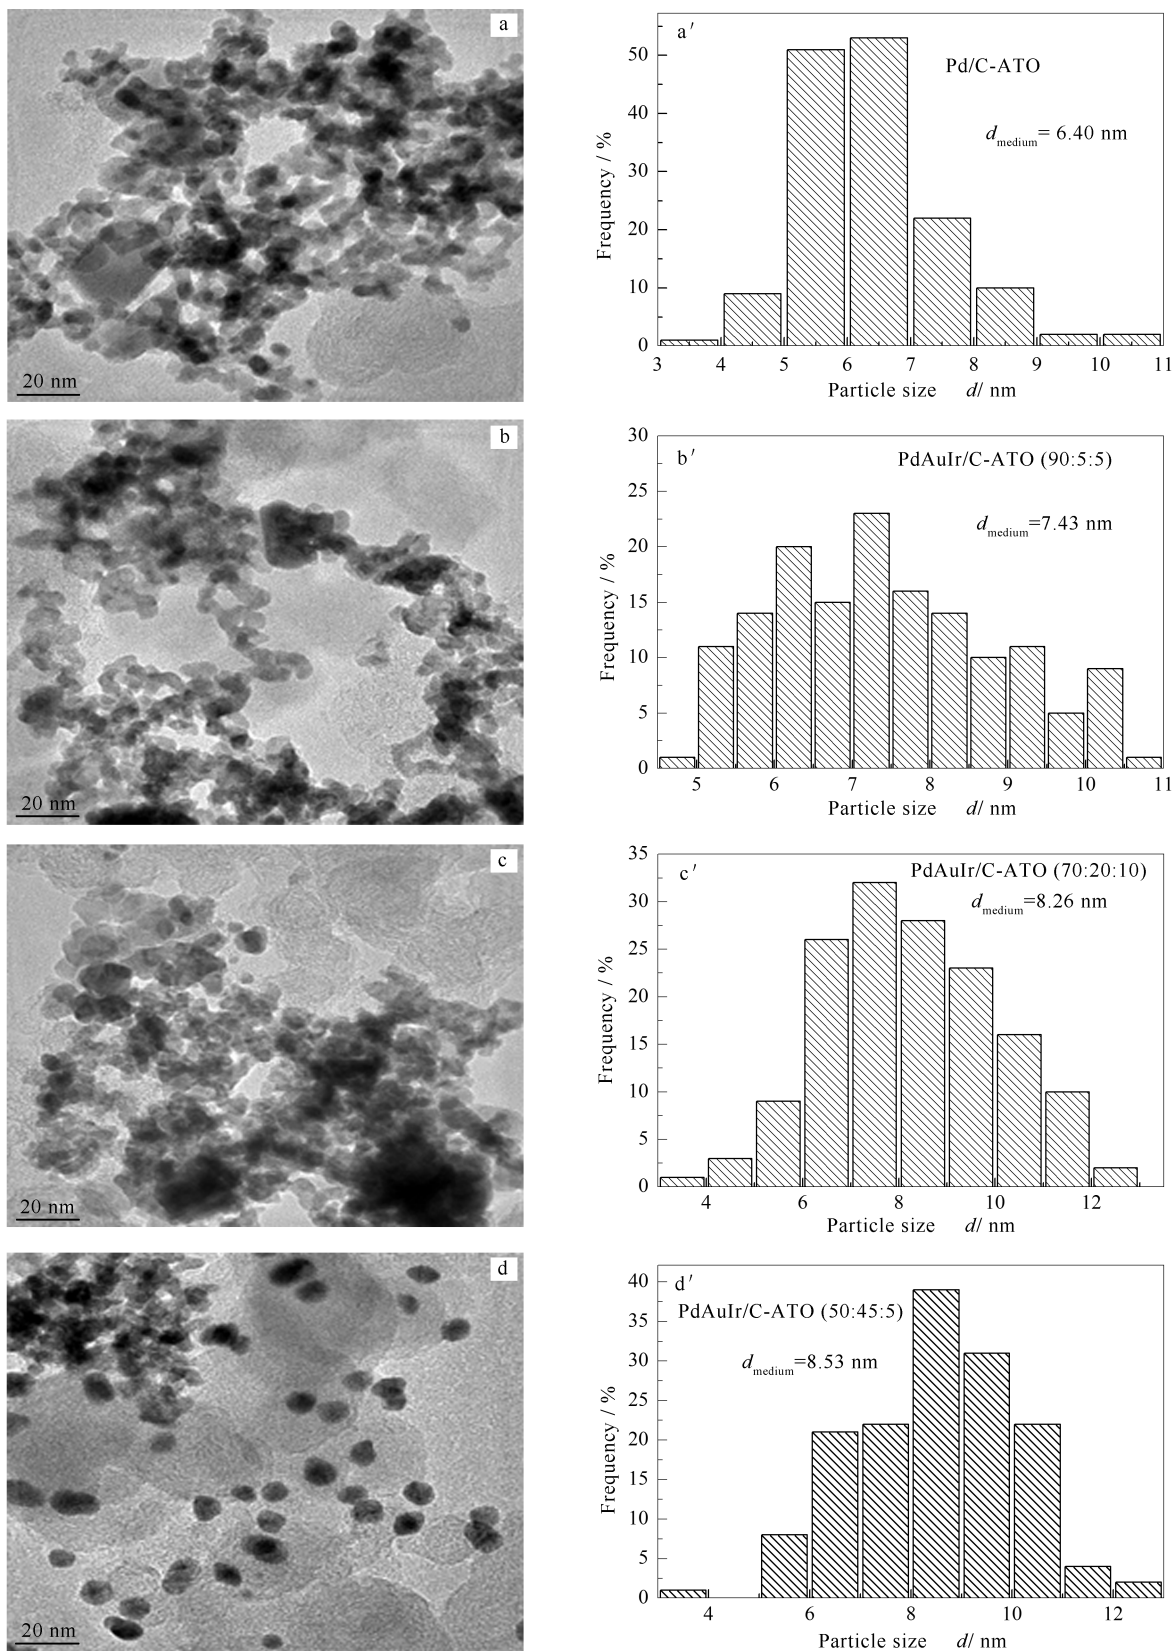 a
20 nm
a′
Pd/C-ATO
d medium = 6.40 nm
50
40
30
20
10
0
Frequency / %
3 4 5 6 7 8 9 10 11
Particle size d/ nm
b
20 nm
b′
PdAuIr/C-ATO (90:5:5)
d medium =7.43 nm
30
25
20
15
10
5
0
Frequency / %
5 6 7 8 9 10 11
Particle size d/ nm
c
20 nm
c′
PdAuIr/C-ATO (70:20:10)
d medium =8.26 nm
35
30
25
20
15
10
5
0
Frequency / %
4 6 8 10 12
Particle size d/ nm
d
20 nm
d′
PdAuIr/C-ATO (50:45:5)
d medium =8.53 nm
40
35
30
25
20
15
10
5
0
Frequency / %
4 6 8 10 12
Particle size d/ nm